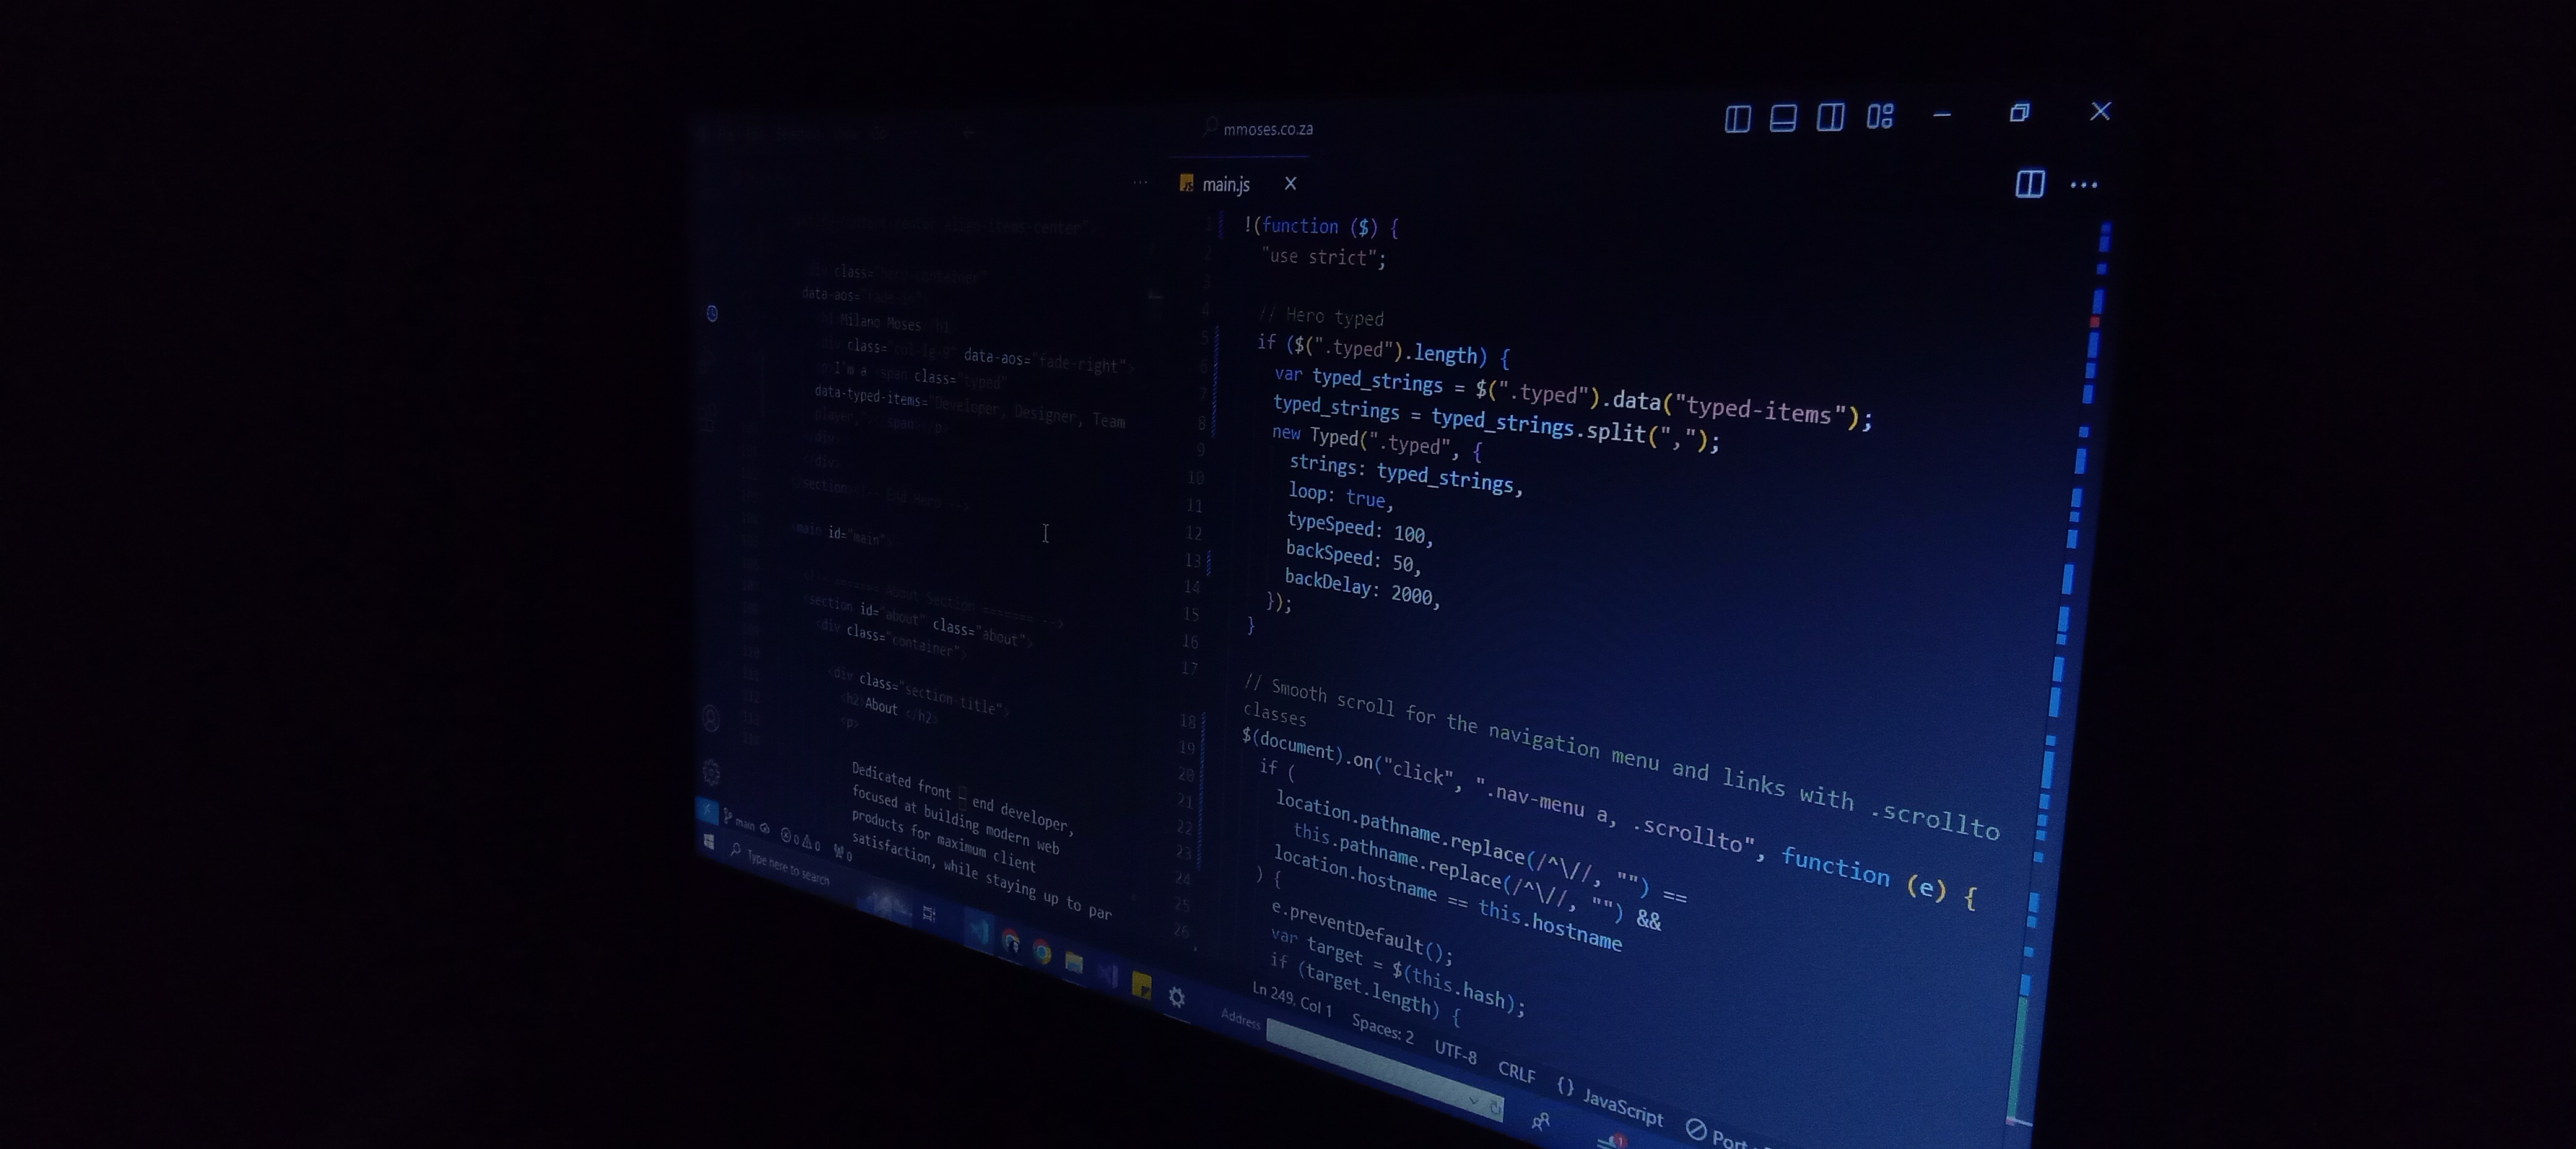 mmoses.co.za
class="hero-container"
data-aos="fade-in"
Milano Moses
class="col-lg-9" data-aos="fade-right">
I'm a span class="typed"
data-typed-items="Developer, Designer, Team
player," span
div
div
section End Hero
main id="main">
About Section
<section id="about" class="about">
<div class="container">
<div class="section-title">
<h2>About </h2>
<p>
Dedicated front - end developer,
focused at building modern web
products for maximum client
satisfaction, while staying up to par
main.js
1 !(function ($) {
2 "use strict";
3
4 // Hero typed
5 if ($(".typed").length) {
6 var typed_strings = $(".typed").data("typed-items");
7 typed_strings = typed_strings.split(",");
8 new Typed(".typed", {
9 strings: typed_strings,
10 loop: true,
11 typeSpeed: 100,
12 backSpeed: 50,
13 backDelay: 2000,
14 });
15 }
16
17 // Smooth scroll for the navigation menu and links with .scrollto
classes
18 $(document).on("click", ".nav-menu a, .scrollto", function (e) {
19 if (
20 location.pathname.replace(/^\//, "") ==
21 this.pathname.replace(/^\//, "") &&
22 location.hostname == this.hostname
23 ) {
24 e.preventDefault();
25 var target = $(this.hash);
26 if (target.length) {
main 0 0 0
Ln 249, Col 1 Spaces: 2 UTF-8 CRLF {} JavaScript Port
Type here to search
Address
1